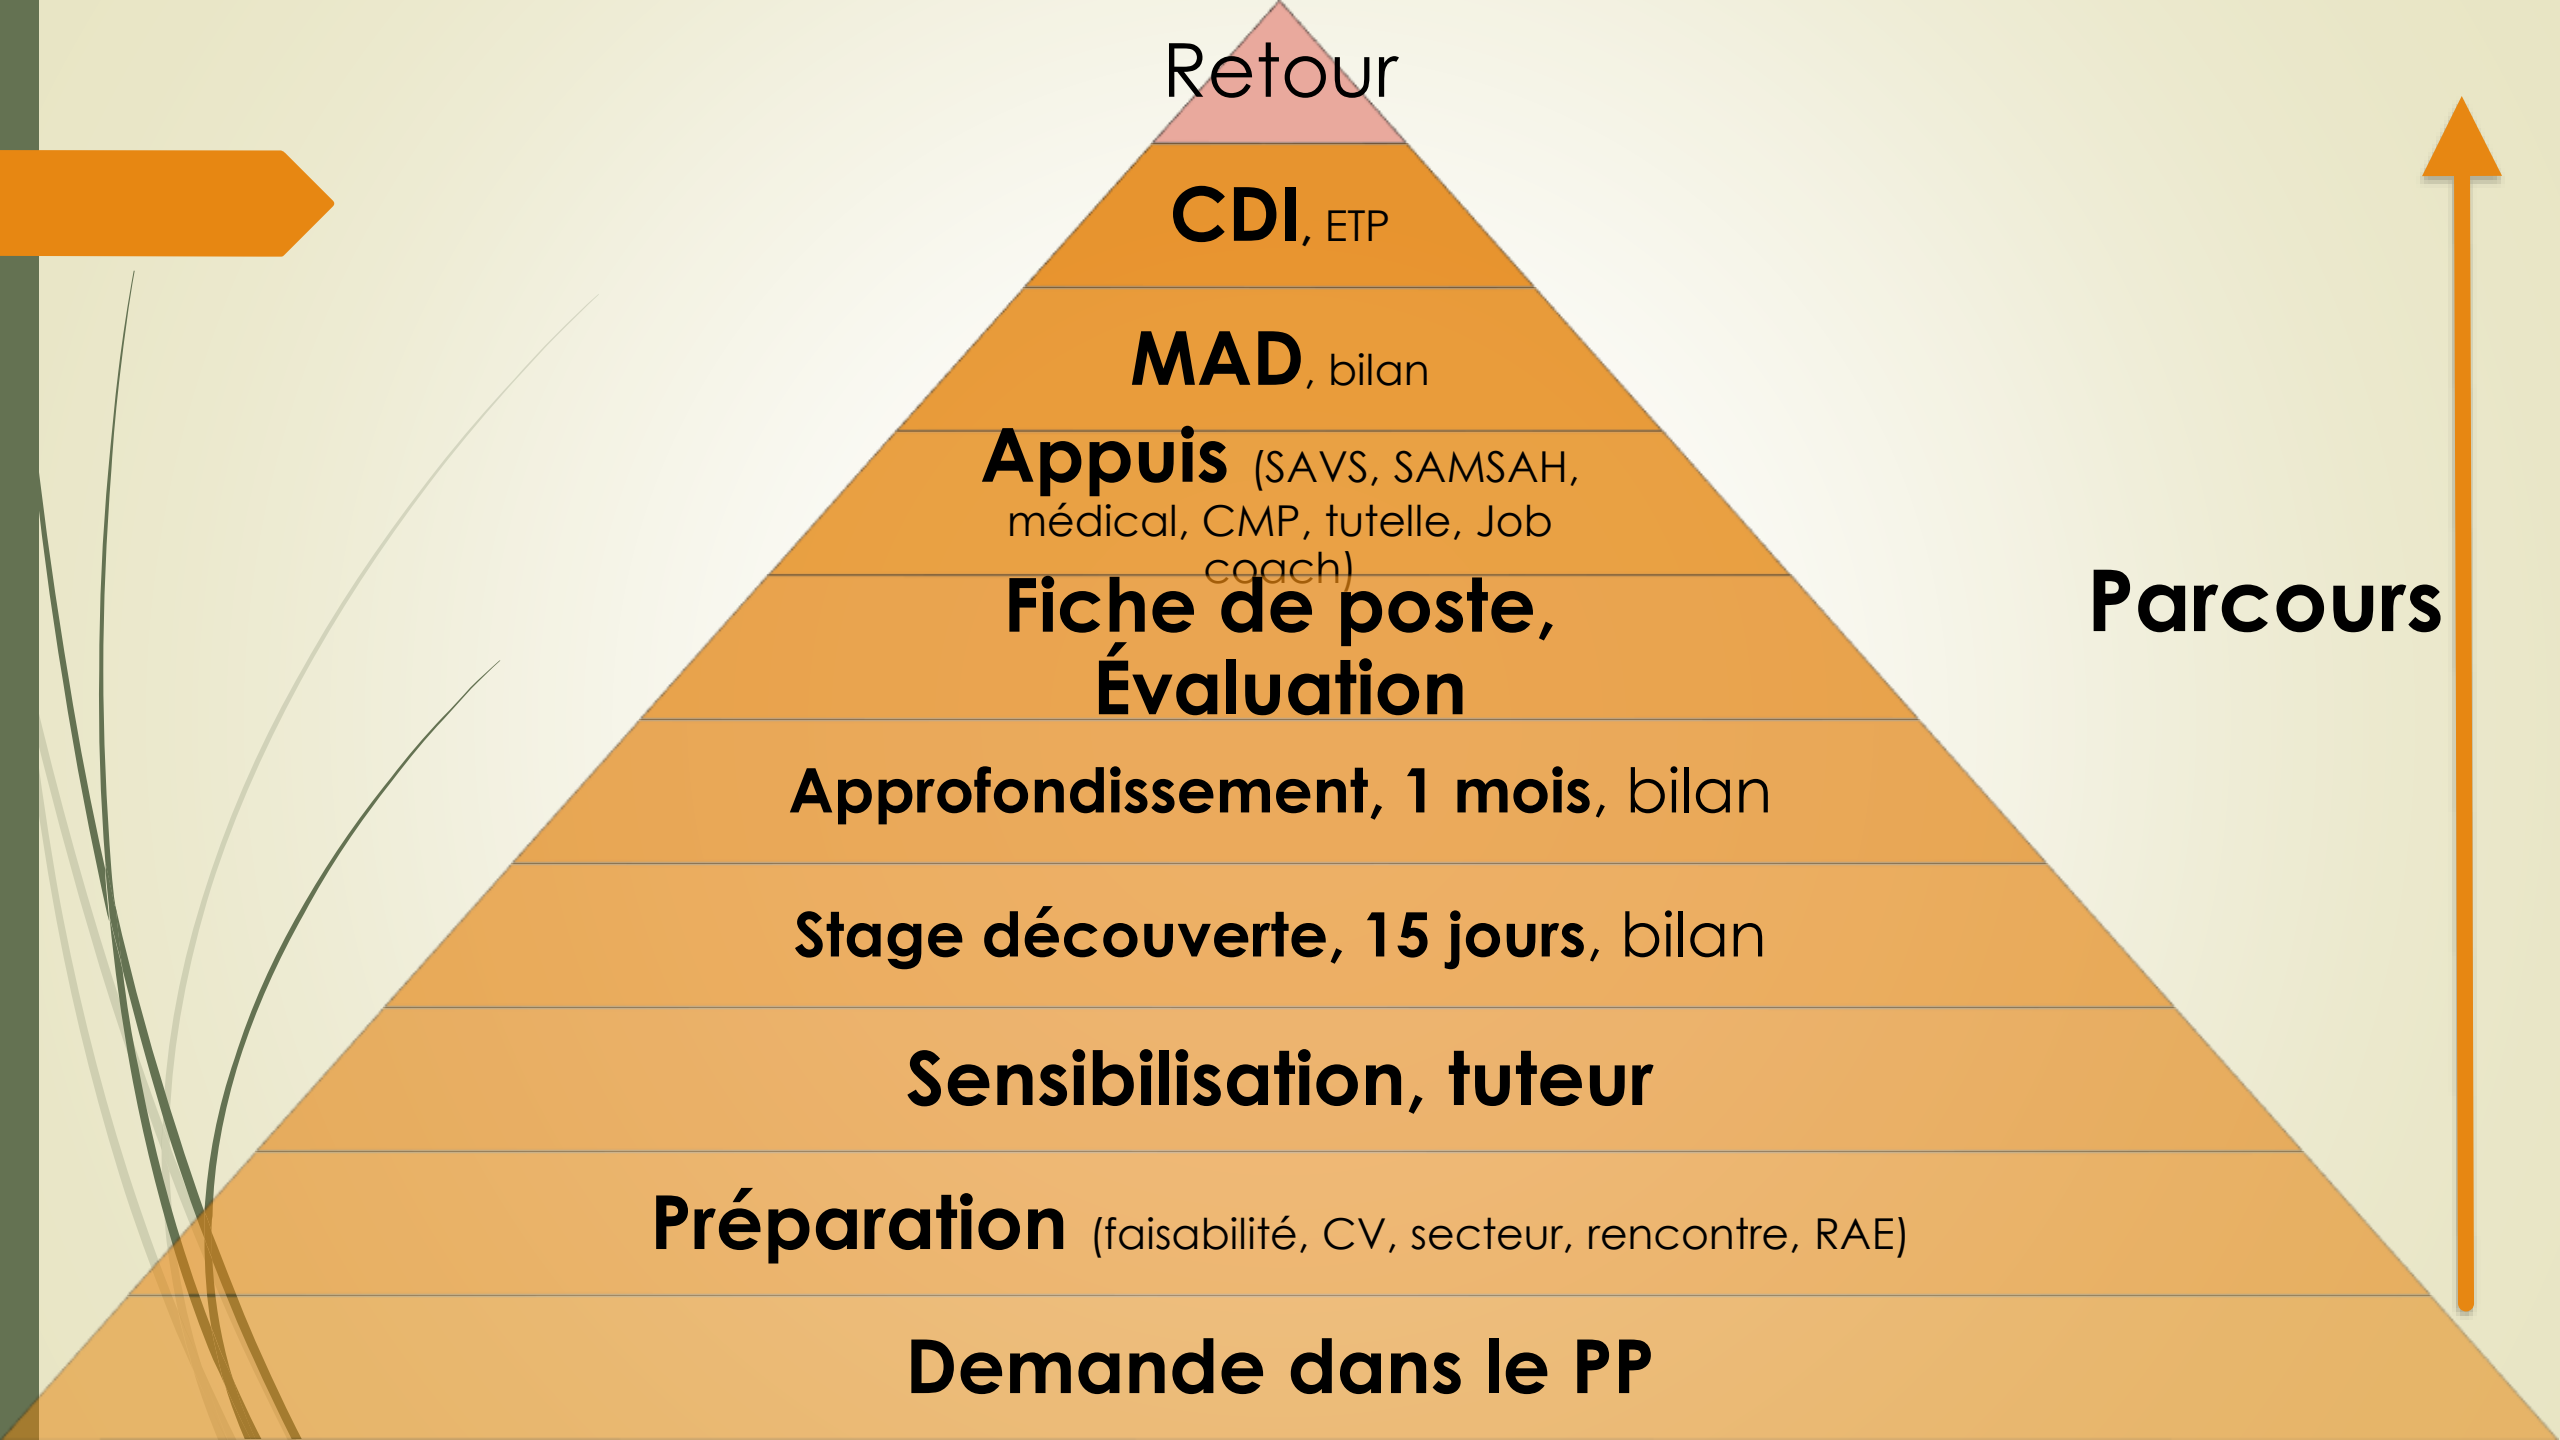 Retour
CDI, ETP
MAD, bilan
Appuis (SAVS, SAMSAH,
médical, CMP, tutelle, Job
coach)
Fiche de poste,
Évaluation
Parcours
Approfondissement, 1 mois, bilan
Stage découverte, 15 jours, bilan
Sensibilisation, tuteur
Préparation (faisabilité, CV, secteur, rencontre, RAE)
Demande dans le PP